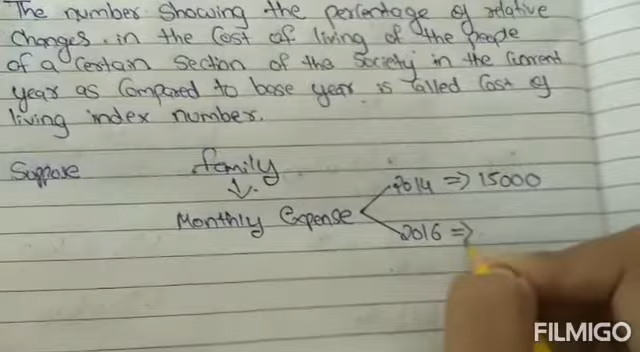 The number showing the percentage of relative
changes in the cost of living of the people
of a certain section of the society in the current
year as compared to base year is called cost of
living index number.
Suppose family
↓
Monthly Expense
2014 => 15000
2016 =>
FILMIGO